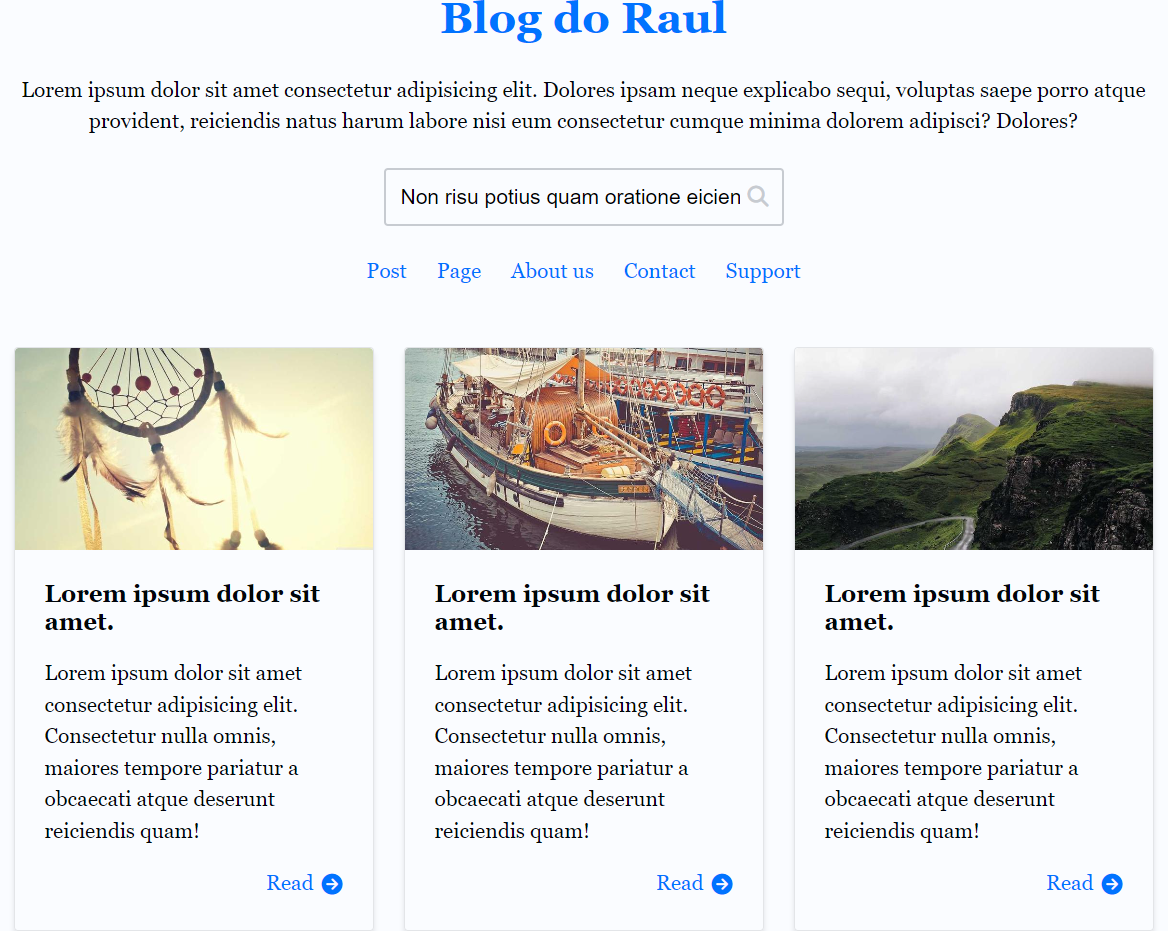 Blog do Raul
Lorem ipsum dolor sit amet consectetur adipisicing elit. Dolores ipsam neque explicabo sequi, voluptas saepe porro atque
provident, reiciendis natus harum labore nisi eum consectetur cumque minima dolorem adipisci? Dolores?
Non risu potius quam oratione eicien
Post Page About us Contact Support
Lorem ipsum dolor sit
amet.
Lorem ipsum dolor sit amet
consectetur adipisicing elit.
Consectetur nulla omnis,
maiores tempore pariatur a
obcaecati atque deserunt
reiciendis quam!
Read
Lorem ipsum dolor sit
amet.
Lorem ipsum dolor sit amet
consectetur adipisicing elit.
Consectetur nulla omnis,
maiores tempore pariatur a
obcaecati atque deserunt
reiciendis quam!
Read
Lorem ipsum dolor sit
amet.
Lorem ipsum dolor sit amet
consectetur adipisicing elit.
Consectetur nulla omnis,
maiores tempore pariatur a
obcaecati atque deserunt
reiciendis quam!
Read